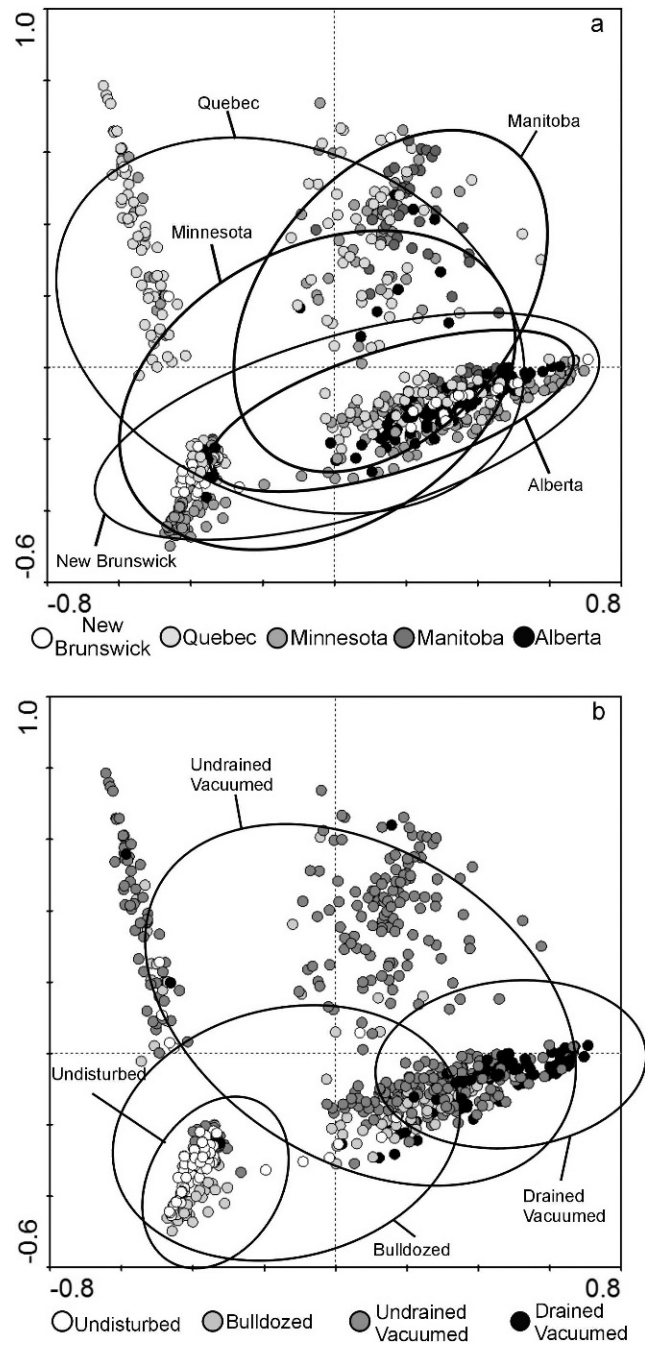 1.0
a
Quebec
Manitoba
Minnesota
Alberta
New Brunswick
-0.6
-0.8
0.8
New
Brunswick
Quebec
Minnesota
Manitoba
Alberta
1.0
b
Undrained
Vacuumed
Undisturbed
Drained
Vacuumed
Bulldozed
-0.6
-0.8
0.8
Undisturbed
Bulldozed
Undrained
Vacuumed
Drained
Vacuumed